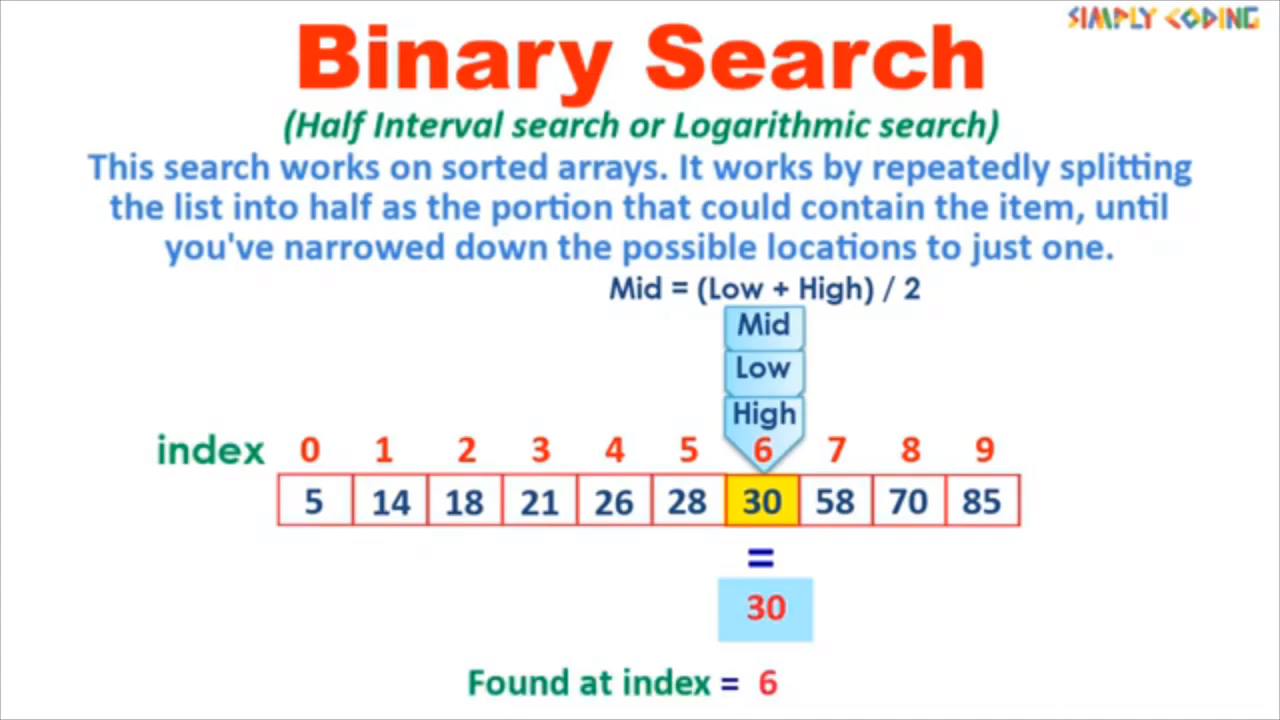 SIMPLY CODING
Binary Search
(Half Interval search or Logarithmic search)
This search works on sorted arrays. It works by repeatedly splitting
the list into half as the portion that could contain the item, until
you've narrowed down the possible locations to just one.
Mid = (Low + High) / 2
Mid
Low
High
index 0 1 2 3 4 5 6 7 8 9
5 14 18 21 26 28 30 58 70 85
=
30
Found at index = 6